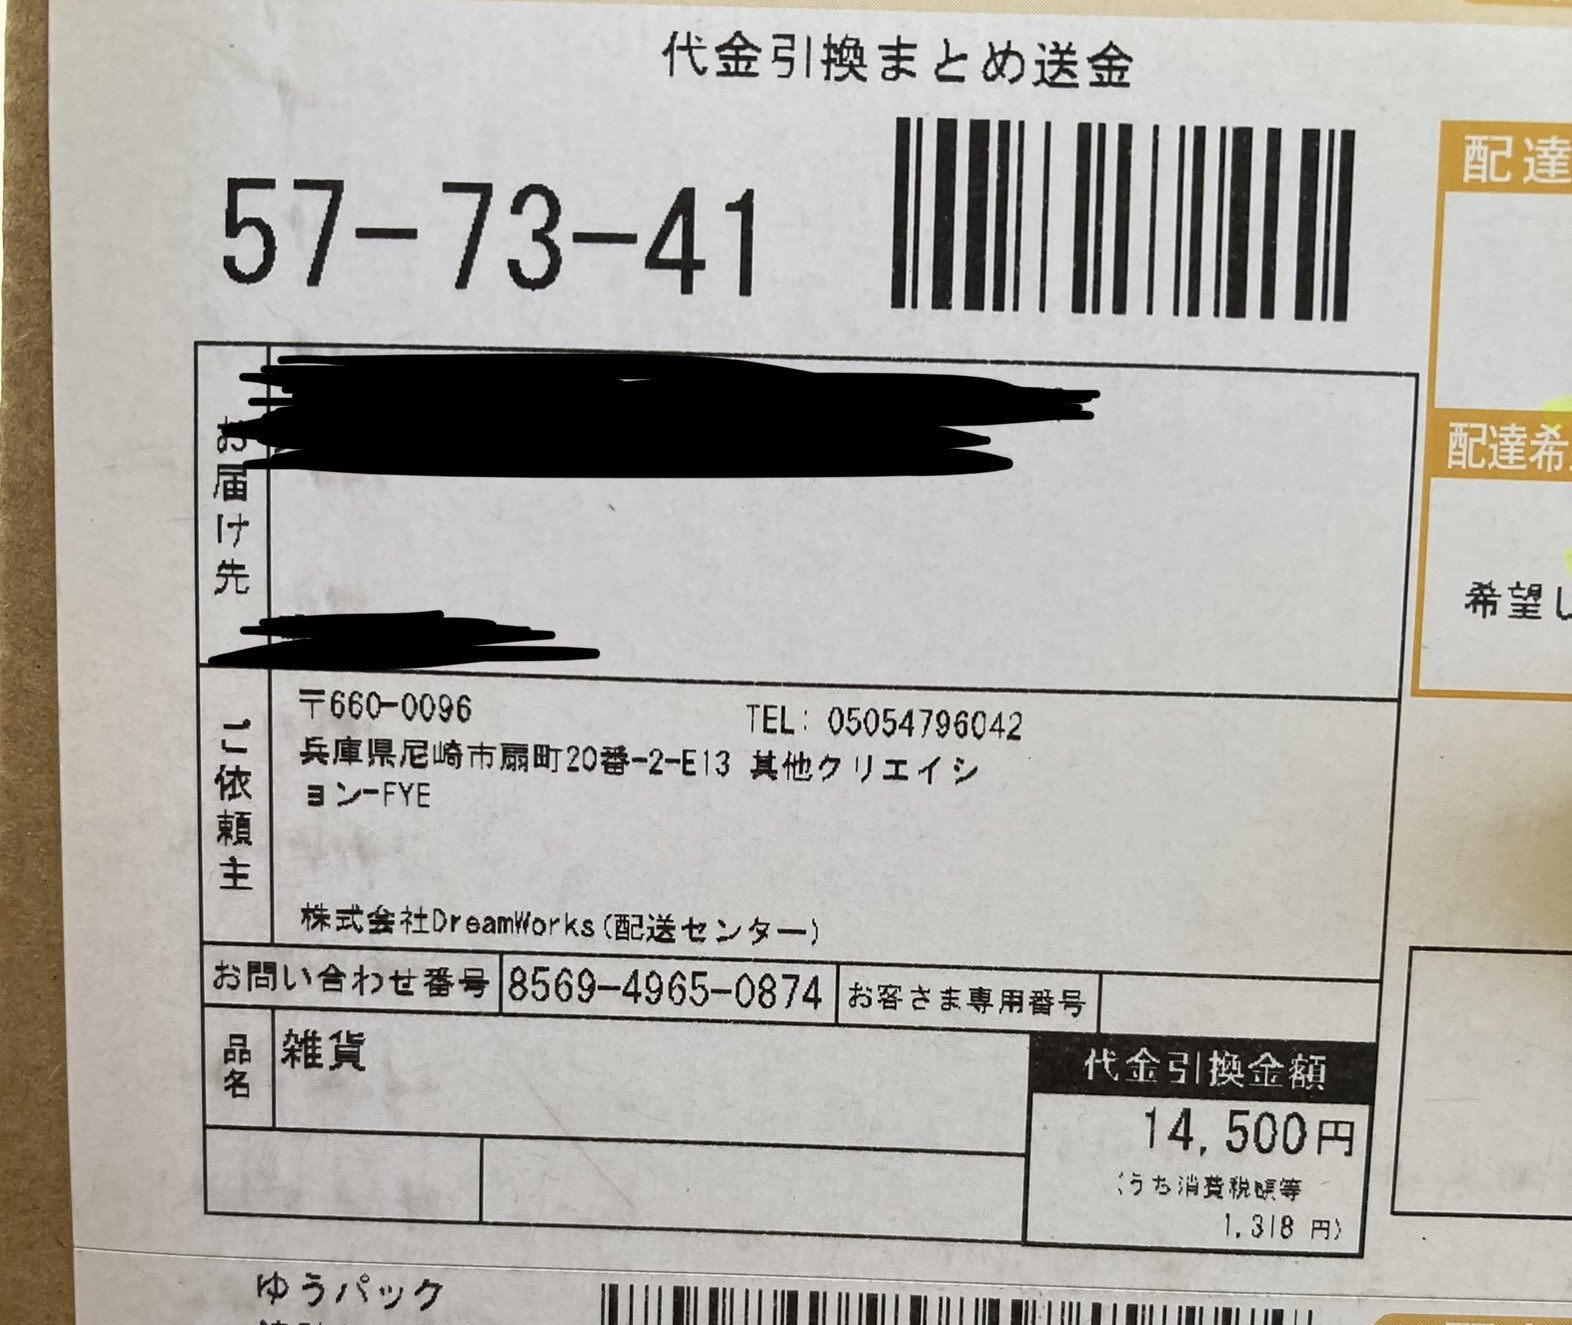 代金引換まとめ送金
57-73-41
配達
配達希
希望し
お届け先
ご依頼主
〒660-0096
TEL: 05054796042
兵庫県尼崎市扇町20番-2-E13 其他クリエイシ
ョン-FYE
株式会社DreamWorks(配送センター)
お問い合わせ番号
8569-4965-0874
お客さま専用番号
品名
雑貨
代金引換金額
14,500円
(うち消費税額等
1,318 円)
ゆうパック